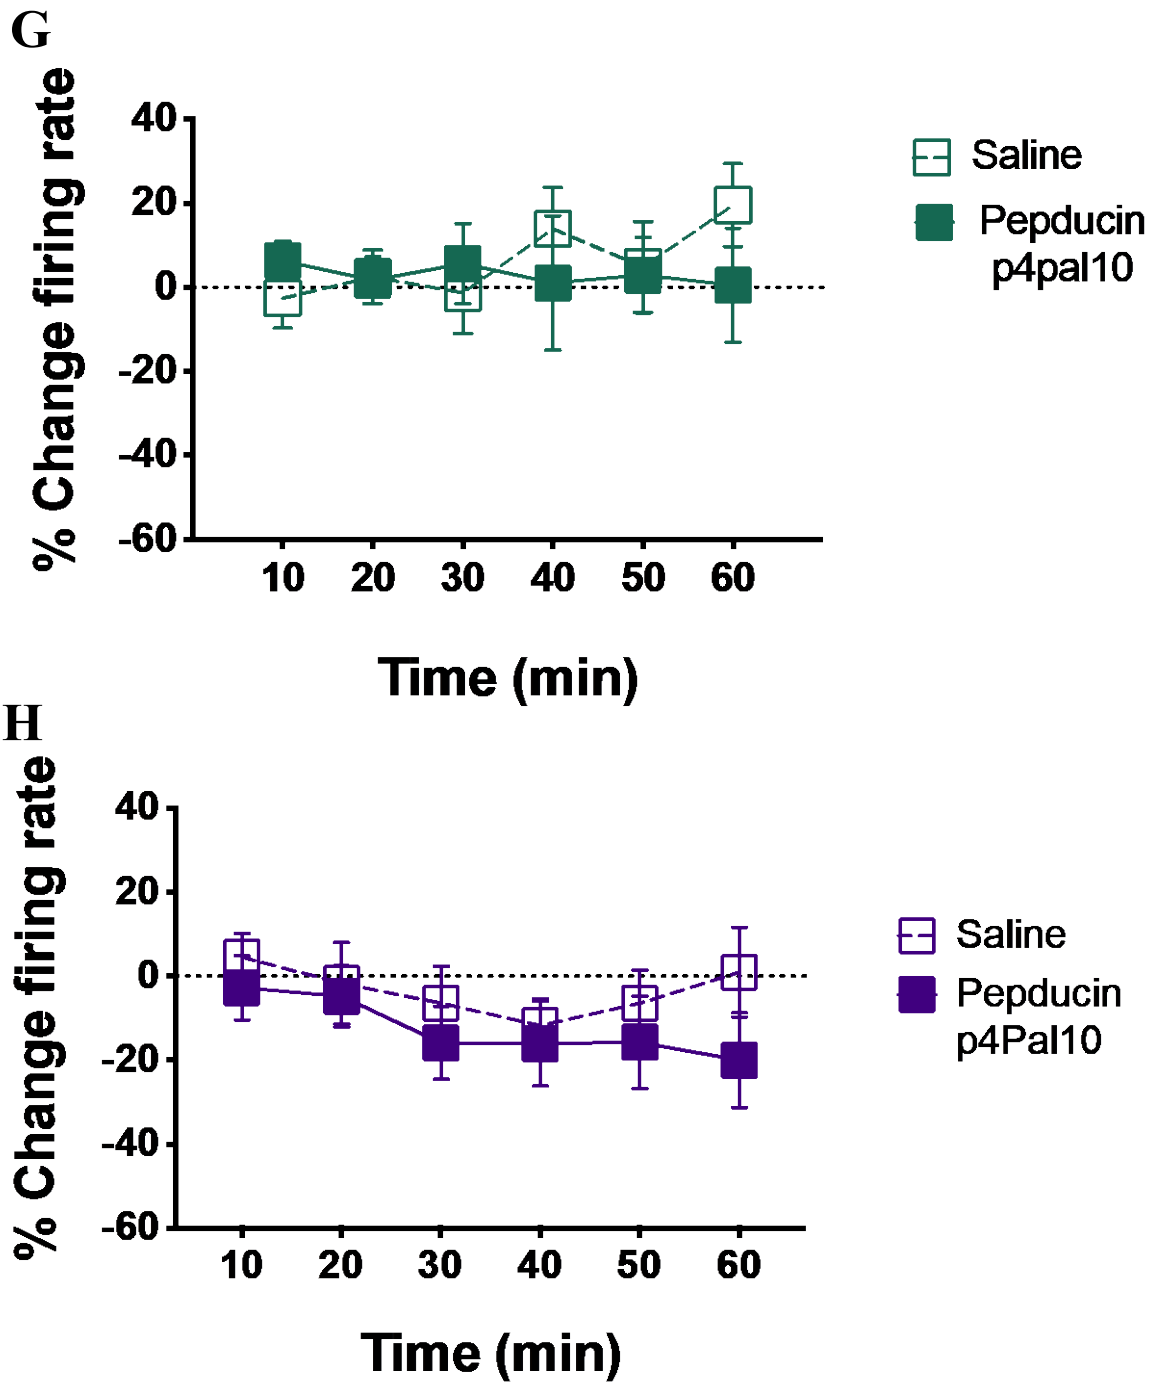 G
% Change firing rate
40
20
0
-20
-40
-60
10 20 30 40 50 60
Time (min)
Saline
Pepducin
p4pal10
H
% Change firing rate
40
20
0
-20
-40
-60
10 20 30 40 50 60
Time (min)
Saline
Pepducin
p4Pal10